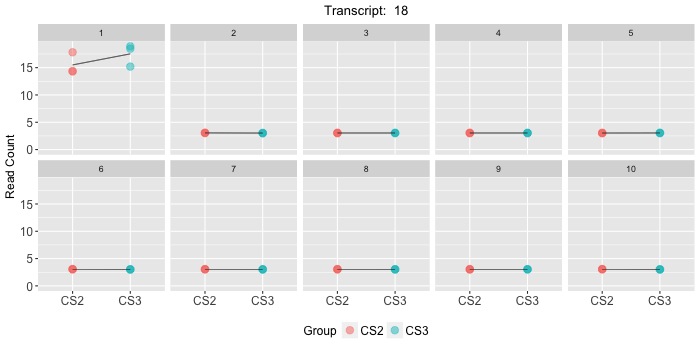 Transcript: 18
1 2 3 4 5
15
10
5
0
Read Count
6 7 8 9 10
15
10
5
0
CS2 CS3 CS2 CS3 CS2 CS3 CS2 CS3 CS2 CS3
Group CS2 CS3